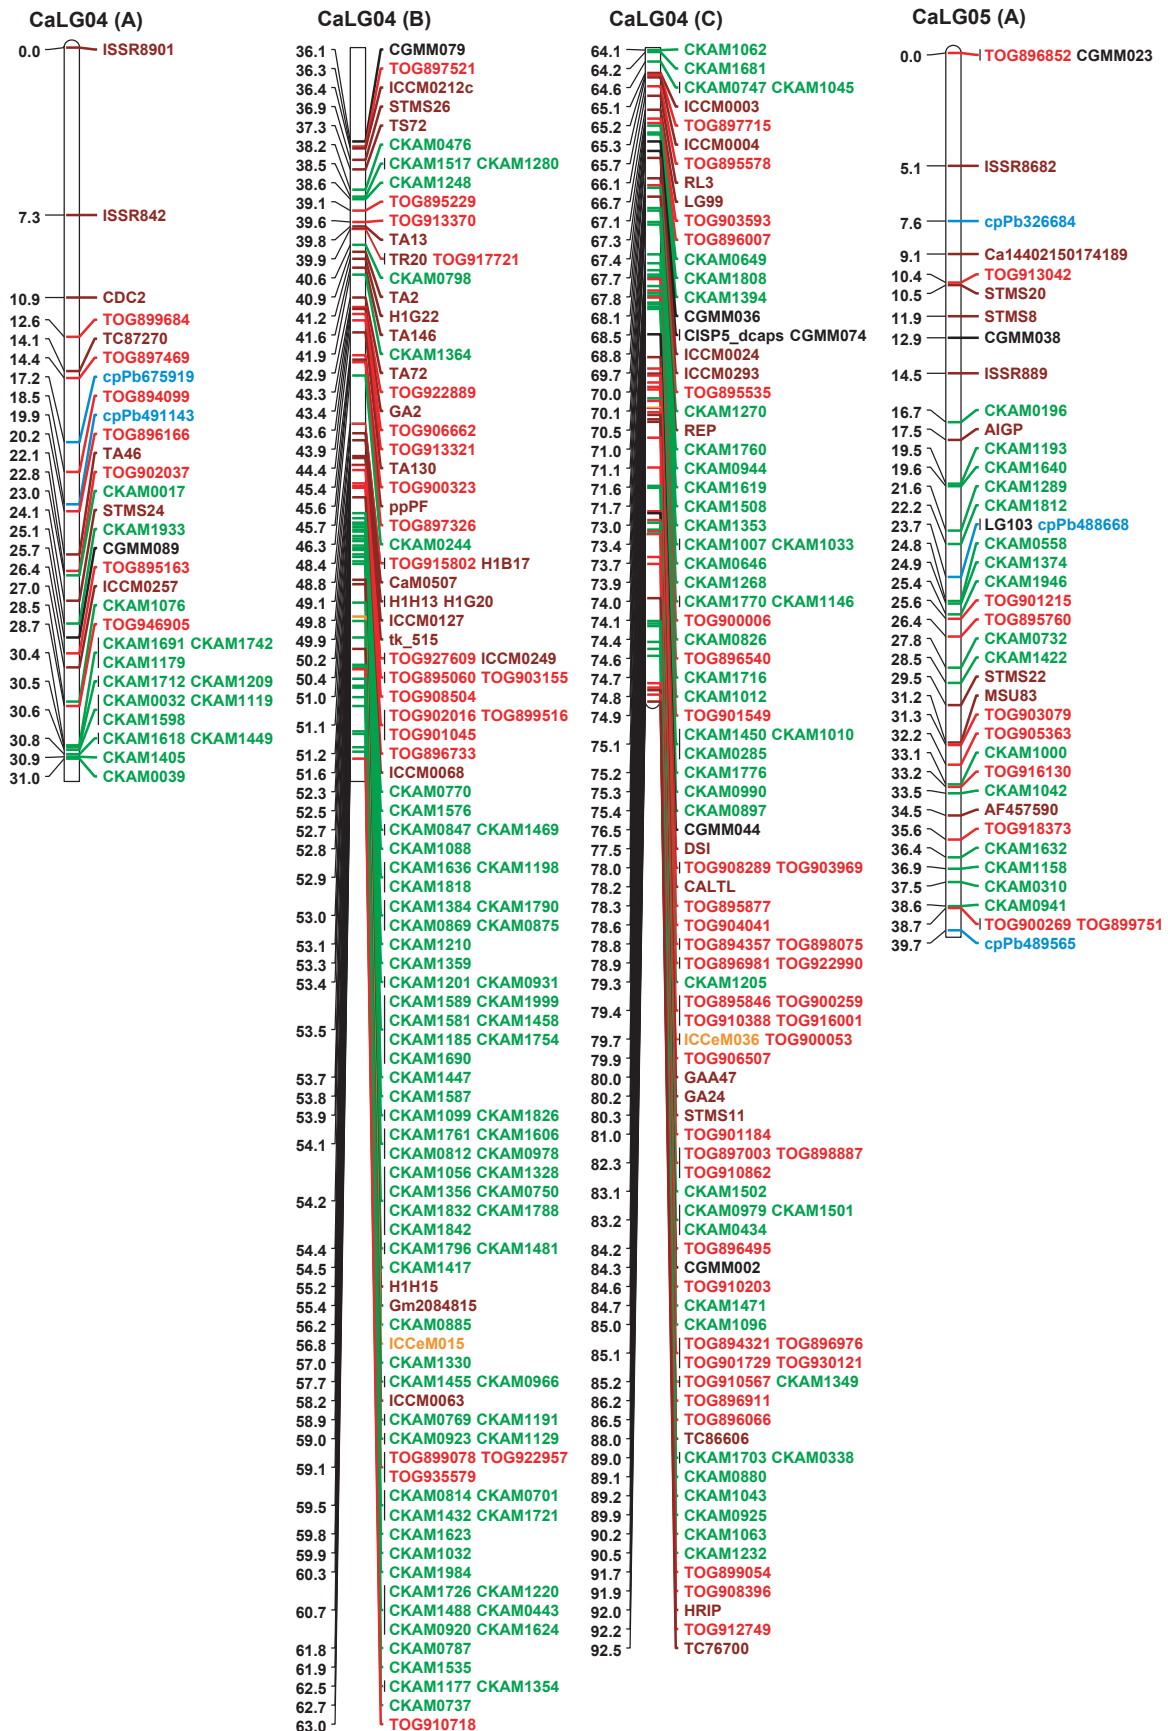 CaLG04 (A)
0.0 ISSR8901
7.3 ISSR842
10.9 CDC2
12.6 TOG899684
14.1 TC87270
14.4 TOG897469
17.2 cpPb675919
18.5 TOG894099
19.9 cpPb491143
20.2 TOG896166
22.1 TA46
22.8 TOG902037
23.0 CKAM0017
24.1 STMS24
25.1 CKAM1933
25.7 CGMM089
26.4 TOG895163
27.0 ICCM0257
28.5 CKAM1076
28.7 TOG946905
30.4 CKAM1691 CKAM1742
CKAM1179
30.5 CKAM1712 CKAM1209
30.6 CKAM0032 CKAM1119
CKAM1598
30.8 CKAM1618 CKAM1449
30.9 CKAM1405
31.0 CKAM0039
CaLG04 (B)
36.1 CGMM079
36.3 TOG897521
36.4 ICCM0212c
36.9 STMS26
37.3 TS72
38.2 CKAM0476
38.5 CKAM1517 CKAM1280
38.6 CKAM1248
39.1 TOG895229
39.6 TOG913370
39.8 TA13
39.9 TR20 TOG917721
40.6 CKAM0798
40.9 TA2
41.2 H1G22
41.6 TA146
41.9 CKAM1364
42.9 TA72
43.3 TOG922889
43.4 GA2
43.6 TOG906662
43.9 TOG913321
44.4 TA130
45.4 TOG900323
45.6 ppPF
45.7 TOG897326
46.3 CKAM0244
48.4 TOG915802 H1B17
48.8 CaM0507
49.1 H1H13 H1G20
49.8 ICCM0127
49.9 tk_515
50.2 TOG927609 ICCM0249
50.4 TOG895060 TOG903155
51.0 TOG908504
51.1 TOG902016 TOG899516
TOG901045
51.2 TOG896733
51.6 ICCM0068
52.3 CKAM0770
52.5 CKAM1576
52.7 CKAM0847 CKAM1469
52.8 CKAM1088
52.9 CKAM1636 CKAM1198
CKAM1818
53.0 CKAM1384 CKAM1790
CKAM0869 CKAM0875
53.1 CKAM1210
53.3 CKAM1359
53.4 CKAM1201 CKAM0931
53.5 CKAM1589 CKAM1999
CKAM1581 CKAM1458
CKAM1185 CKAM1754
CKAM1690
53.7 CKAM1447
53.8 CKAM1587
53.9 CKAM1099 CKAM1826
54.1 CKAM1761 CKAM1606
CKAM0812 CKAM0978
54.2 CKAM1056 CKAM1328
CKAM1356 CKAM0750
CKAM1832 CKAM1788
CKAM1842
54.4 CKAM1796 CKAM1481
54.5 CKAM1417
55.2 H1H15
55.4 Gm2084815
56.2 CKAM0885
56.8 ICCeM015
57.0 CKAM1330
57.7 CKAM1455 CKAM0966
58.2 ICCM0063
58.9 CKAM0769 CKAM1191
59.0 CKAM0923 CKAM1129
59.1 TOG899078 TOG922957
TOG935579
59.5 CKAM0814 CKAM0701
CKAM1432 CKAM1721
59.8 CKAM1623
59.9 CKAM1032
60.3 CKAM1984
60.7 CKAM1726 CKAM1220
CKAM1488 CKAM0443
CKAM0920 CKAM1624
61.8 CKAM0787
61.9 CKAM1535
62.5 CKAM1177 CKAM1354
62.7 CKAM0737
63.0 TOG910718
CaLG04 (C)
64.1 CKAM1062
64.2 CKAM1681
64.6 CKAM0747 CKAM1045
65.1 ICCM0003
65.2 TOG897715
65.3 ICCM0004
65.7 TOG895578
66.1 RL3
66.7 LG99
67.1 TOG903593
67.3 TOG896007
67.4 CKAM0649
67.7 CKAM1808
67.8 CKAM1394
68.1 CGMM036
68.5 CISP5_dcaps CGMM074
68.8 ICCM0024
69.7 ICCM0293
70.0 TOG895535
70.1 CKAM1270
70.5 REP
71.0 CKAM1760
71.1 CKAM0944
71.6 CKAM1619
71.7 CKAM1508
73.0 CKAM1353
73.4 CKAM1007 CKAM1033
73.7 CKAM0646
73.9 CKAM1268
74.0 CKAM1770 CKAM1146
74.1 TOG900006
74.4 CKAM0826
74.6 TOG896540
74.7 CKAM1716
74.8 CKAM1012
74.9 TOG901549
75.1 CKAM1450 CKAM1010
CKAM0285
75.2 CKAM1776
75.3 CKAM0990
75.4 CKAM0897
76.5 CGMM044
77.5 DSI
78.0 TOG908289 TOG903969
78.2 CALTL
78.3 TOG895877
78.6 TOG904041
78.8 TOG894357 TOG898075
78.9 TOG896981 TOG922990
79.3 CKAM1205
79.4 TOG895846 TOG900259
TOG910388 TOG916001
79.7 ICCeM036 TOG900053
79.9 TOG906507
80.0 GAA47
80.2 GA24
80.3 STMS11
81.0 TOG901184
82.3 TOG897003 TOG898887
TOG910862
83.1 CKAM1502
83.2 CKAM0979 CKAM1501
CKAM0434
84.2 TOG896495
84.3 CGMM002
84.6 TOG910203
84.7 CKAM1471
85.0 CKAM1096
85.1 TOG894321 TOG896976
TOG901729 TOG930121
85.2 TOG910567 CKAM1349
86.2 TOG896911
86.5 TOG896066
88.0 TC86606
89.0 CKAM1703 CKAM0338
89.1 CKAM0880
89.2 CKAM1043
89.9 CKAM0925
90.2 CKAM1063
90.5 CKAM1232
91.7 TOG899054
91.9 TOG908396
92.0 HRIP
92.2 TOG912749
92.5 TC76700
CaLG05 (A)
0.0 TOG896852 CGMM023
5.1 ISSR8682
7.6 cpPb326684
9.1 Ca14402150174189
10.4 TOG913042
10.5 STMS20
11.9 STMS8
12.9 CGMM038
14.5 ISSR889
16.7 CKAM0196
17.5 AIGP
19.5 CKAM1193
19.6 CKAM1640
21.6 CKAM1289
22.2 CKAM1812
23.7 LG103 cpPb488668
24.8 CKAM0558
24.9 CKAM1374
25.4 CKAM1946
25.6 TOG901215
26.4 TOG895760
27.8 CKAM0732
28.5 CKAM1422
29.5 STMS22
31.2 MSU83
31.3 TOG903079
32.2 TOG905363
33.1 CKAM1000
33.2 TOG916130
33.5 CKAM1042
34.5 AF457590
35.6 TOG918373
36.4 CKAM1632
36.9 CKAM1158
37.5 CKAM0310
38.6 CKAM0941
38.7 TOG900269 TOG899751
39.7 cpPb489565